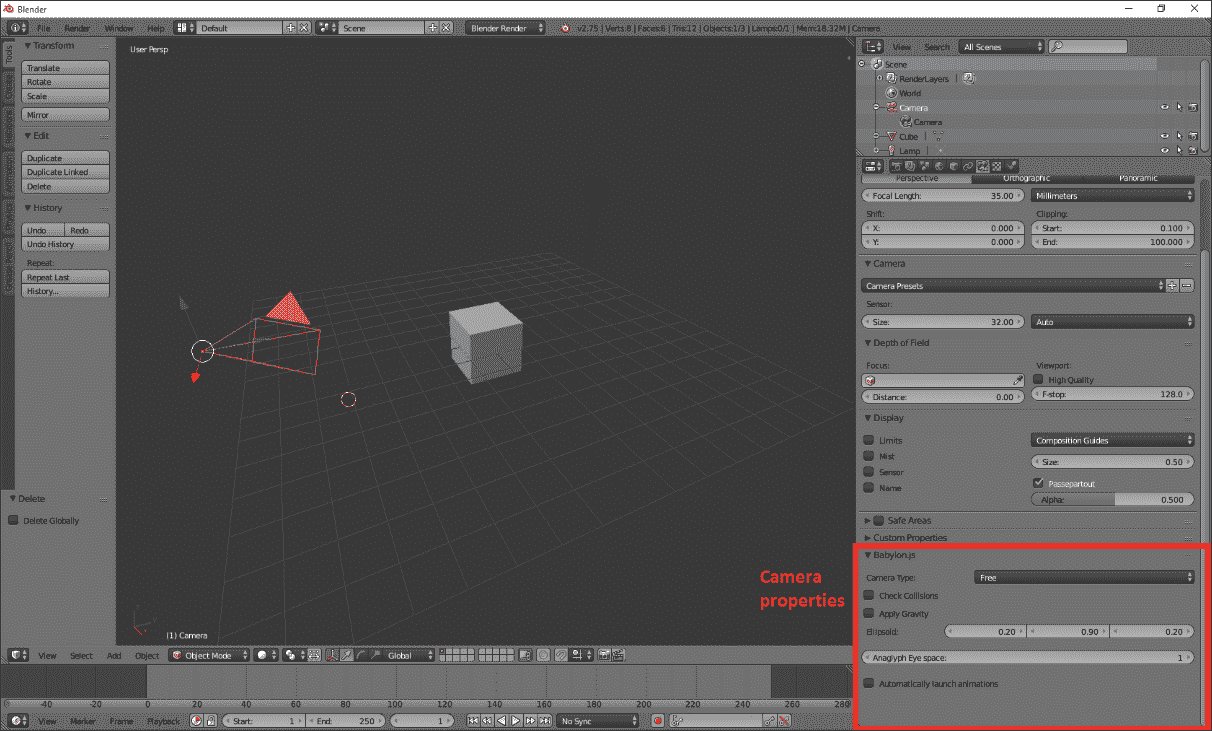 Blender
File Render Window Help Default Scene Blender Render v2.75 | Verts:8 | Faces:6 | Tris:12 | Objects:1/3 | Lamps:0/1 | Mem:18.32M | Camera
Tools
Create
Relations
Animation
Physics
Grease Pencil
Transform
Translate
Rotate
Scale
Mirror
Edit
Duplicate
Duplicate Linked
Delete
History
Undo Redo
Undo History
Repeat:
Repeat Last
History...
Delete
Delete Globally
User Persp
(1) Camera
Camera
properties
View Select Add Object Object Mode Global
-40 -20 0 20 40 60 80 100 120 140 160 180 200 220 240 260 280
View Marker Frame Playback Start: 1 End: 250 1 No Sync
View Search All Scenes
Scene
RenderLayers |
World
Camera
Camera
Cube |
Lamp |
Perspective Orthographic Panoramic
Focal Length: 35.00 Millimeters
Shift: Clipping:
X: 0.000 Start: 0.100
Y: 0.000 End: 100.000
Camera
Camera Presets
Sensor:
Size: 32.00 Auto
Depth of Field
Focus: Viewport:
High Quality
Distance: 0.00 F-stop: 128.0
Display
Limits Composition Guides
Mist
Size: 0.50
Sensor
Passepartout
Name
Alpha: 0.500
Safe Areas
Custom Properties
Babylon.js
Camera Type: Free
Check Collisions
Apply Gravity
Ellipsoid: 0.20 0.90 0.20
Anaglyph Eye space: 1
Automatically launch animations